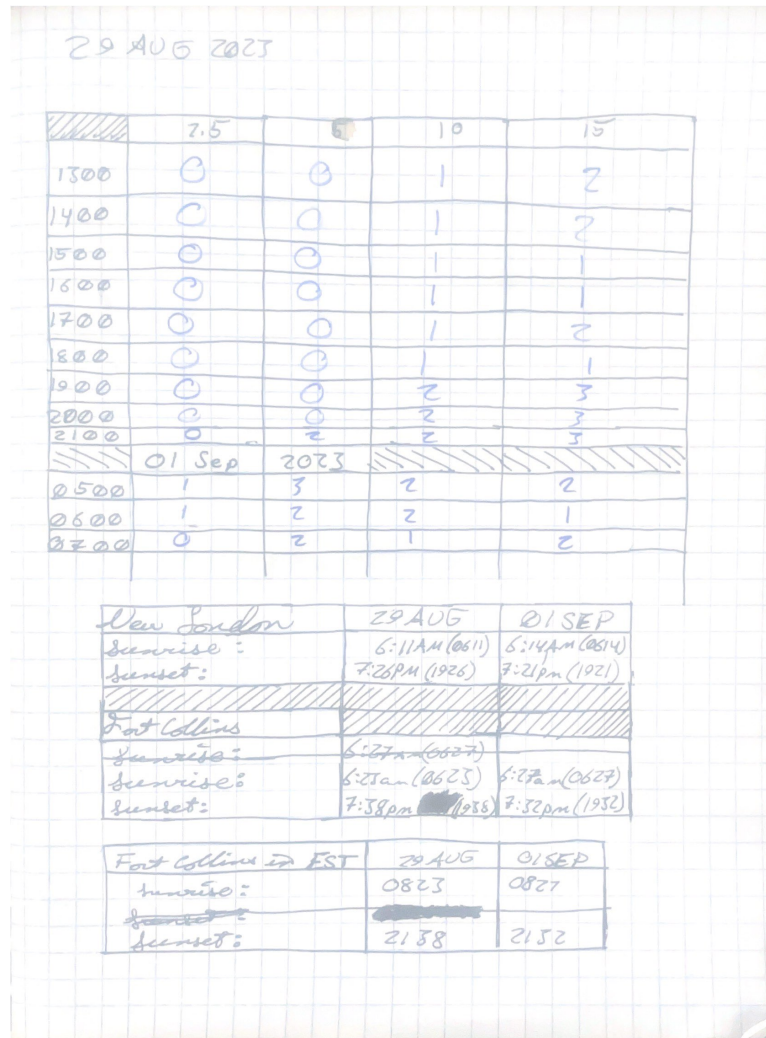 29 AUG 2023
2.5 5 10 15
1300 0 0 1 2
1400 0 0 1 2
1500 0 0 1 1
1600 0 0 1 1
1700 0 0 1 2
1800 0 0 1 1
1900 0 0 2 3
2000 0 0 2 3
2100 0 2 2 3
01 Sep 2023
0500 1 3 2 2
0600 1 2 2 1
0700 0 2 1 2
New London 29 AUG 01 SEP
Sunrise: 6:11AM (0611) 6:14AM (0614)
Sunset: 7:26PM (1926) 7:21pm (1921)
Fort Collins
Sunrise: 6:27am (0627)
Sunrise: 6:23am (0623) 6:27am (0627)
Sunset: 7:38pm (1938) 7:32pm (1932)
Fort Collins in EST 29 AUG 01 SEP
Sunrise: 0823 0827
Sunset:
Sunset: 2138 2132